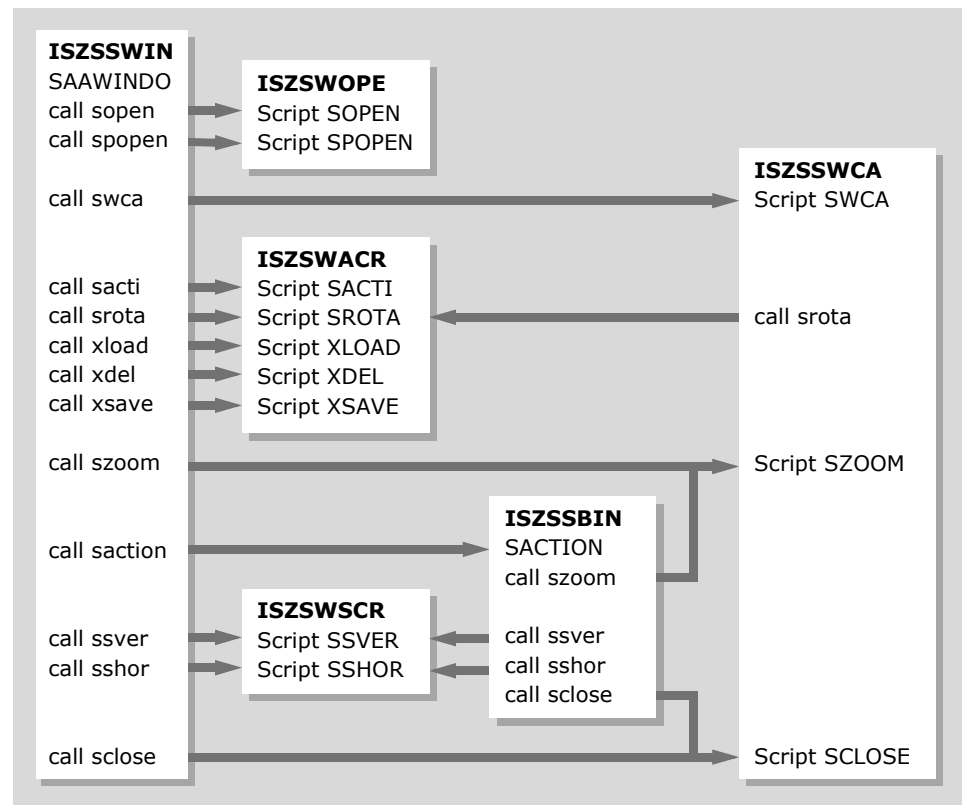 ISZSSWIN
SAAWINDO
call sopen
call spopen
call swca
call sacti
call srota
call xload
call xdel
call xsave
call szoom
call saction
call ssver
call sshor
call sclose
ISZSWOPE
Script SOPEN
Script SPOPEN
ISZSWACR
Script SACTI
Script SROTA
Script XLOAD
Script XDEL
Script XSAVE
ISZSWSCR
Script SSVER
Script SSHOR
ISZSSBIN
SACTION
call szoom
call ssver
call sshor
call sclose
ISZSSWCA
Script SWCA
call srota
Script SZOOM
Script SCLOSE